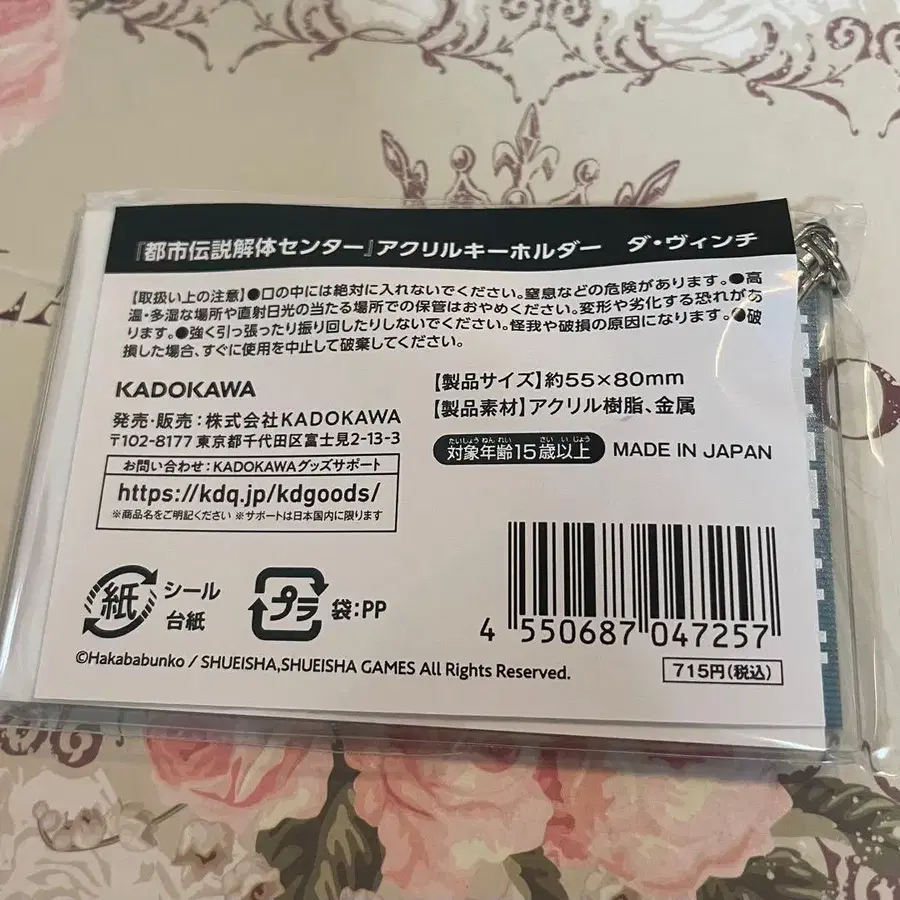 『都市伝説解体センター』アクリルキーホルダー　ダ・ヴィンチ
【取扱い上の注意】●口の中には絶対に入れないでください。窒息などの危険があります。●高
温・多湿な場所や直射日光の当たる場所での保管はおやめください。変形や劣化する恐れがあ
ります。●強く引っ張ったり振り回したりしないでください。怪我や破損の原因になります。●破
損した場合、すぐに使用を中止して破棄してください。
KADOKAWA
発売・販売:株式会社KADOKAWA
〒102-8177 東京都千代田区富士見2-13-3
お問い合わせ:KADOKAWAグッズサポート
https://kdq.jp/kdgoods/
※商品名をご明記ください ※サポートは日本国内に限ります
【製品サイズ】約55×80mm
【製品素材】アクリル樹脂、金属
たいしょうねんれい さいいじょう
対象年齢15歳以上 MADE IN JAPAN
紙 シール
台紙
プラ 袋:PP
4 550687 047257
©Hakababunko / SHUEISHA,SHUEISHA GAMES All Rights Reserved.
715円(税込)